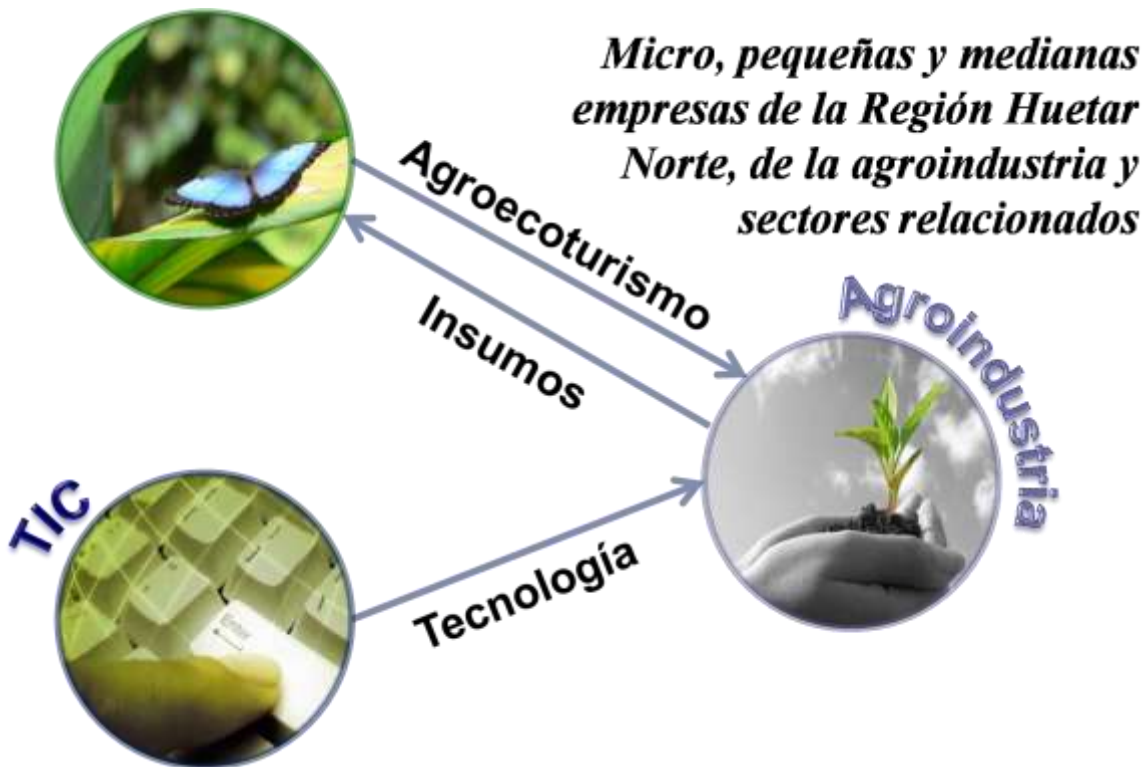 Micro, pequeñas y medianas
empresas de la Región Huetar
Norte, de la agroindustria y
sectores relacionados
Agroecoturismo
Insumos
Agroindustria
TIC
Enter
Tecnología